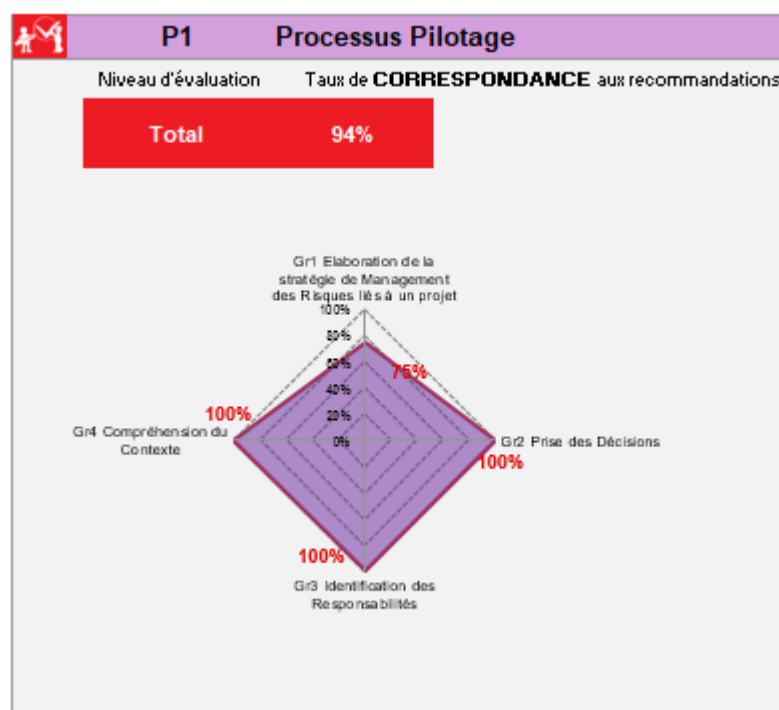 P1 Processus Pilotage
Niveau d'évaluation Taux de CORRESPONDANCE aux recommandations
Total 94%
Gr1 Elaboration de la
stratégie de Management
des Risques liés à un projet
100%
80%
60%
75%
40%
20%
0%
100%
Gr4 Compréhension du
Contexte
Gr2 Prise des Décisions
100%
100%
Gr3 Identification des
Responsabilités